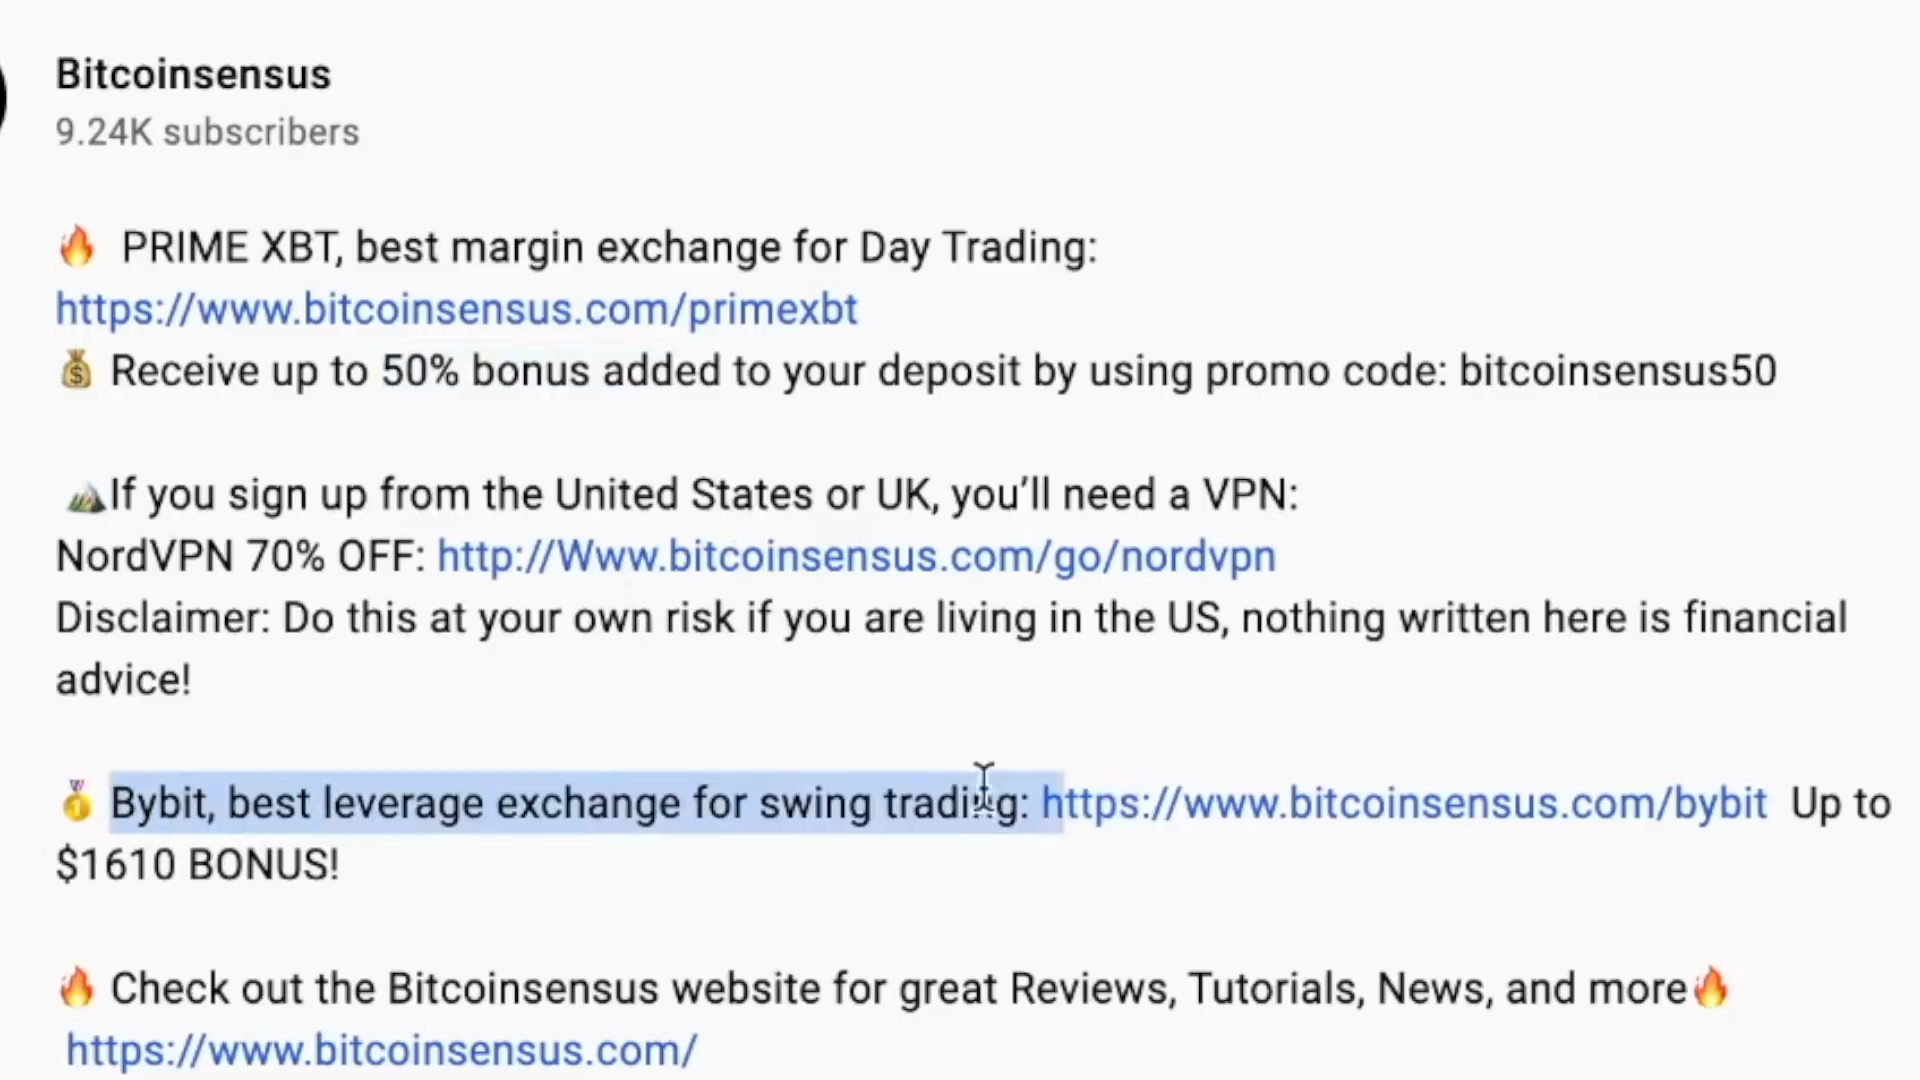 Bitcoinsensus
9.24K subscribers
🔥 PRIME XBT, best margin exchange for Day Trading:
https://www.bitcoinsensus.com/primexbt
💰 Receive up to 50% bonus added to your deposit by using promo code: bitcoinsensus50
🏔️If you sign up from the United States or UK, you’ll need a VPN:
NordVPN 70% OFF: http://Www.bitcoinsensus.com/go/nordvpn
Disclaimer: Do this at your own risk if you are living in the US, nothing written here is financial
advice!
🥇 Bybit, best leverage exchange for swing trading: https://www.bitcoinsensus.com/bybit Up to
$1610 BONUS!
🔥 Check out the Bitcoinsensus website for great Reviews, Tutorials, News, and more🔥
https://www.bitcoinsensus.com/